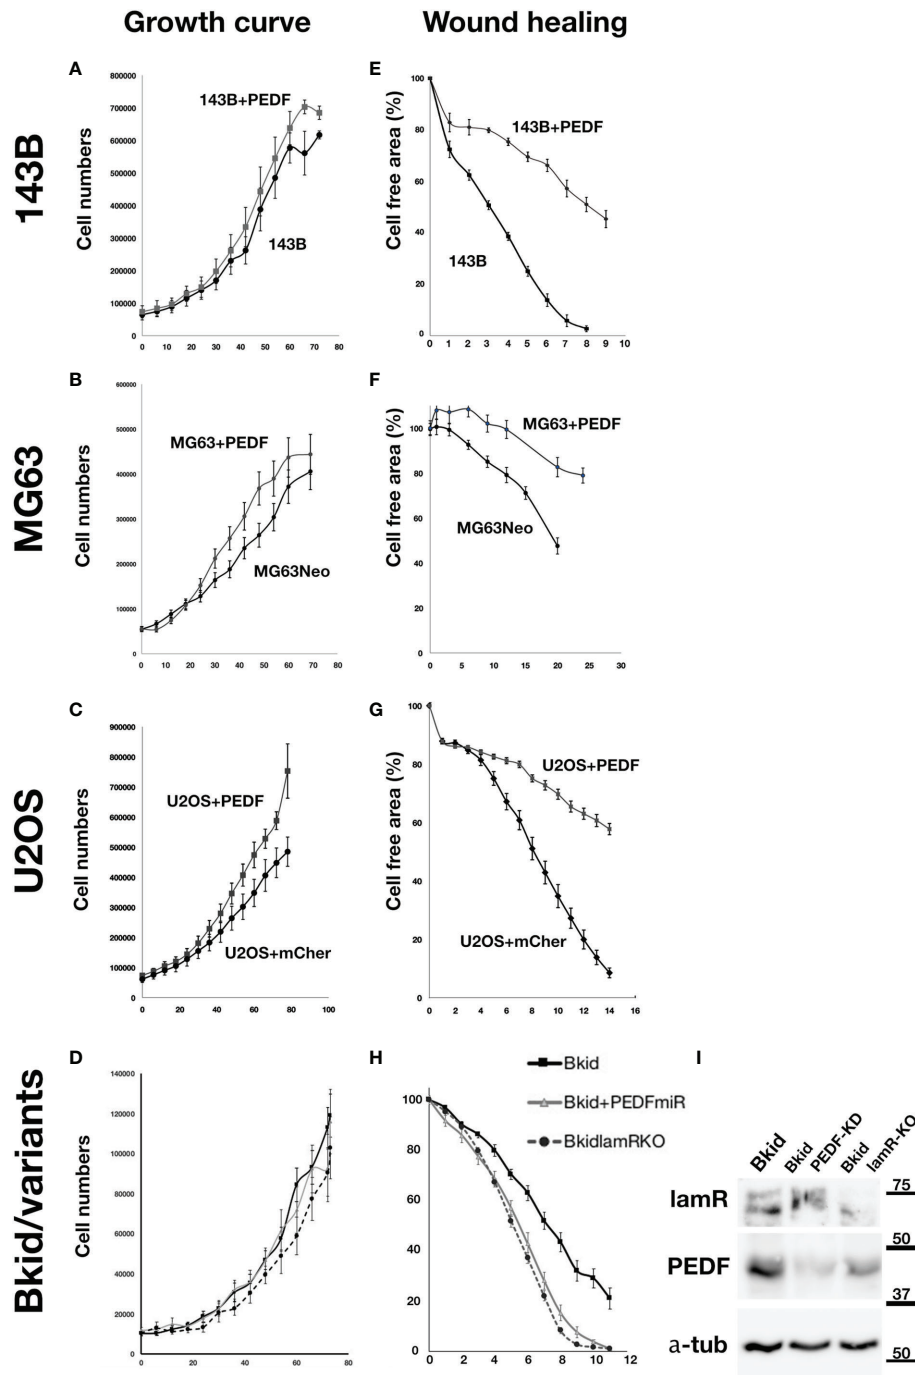 Growth curve Wound healing
143B
A
Cell numbers
800000
700000
600000
500000
400000
300000
200000
100000
0
143B+PEDF
143B
0 10 20 30 40 50 60 70 80
E
Cell free area (%)
100
80
60
40
20
0
143B+PEDF
143B
0 1 2 3 4 5 6 7 8 9 10
MG63
B
Cell numbers
600000
500000
400000
300000
200000
100000
0
MG63+PEDF
MG63Neo
0 10 20 30 40 50 60 70 80
F
Cell free area (%)
100
80
60
40
20
0
MG63+PEDF
MG63Neo
0 5 10 15 20 25 30
U2OS
C
Cell numbers
900000
800000
700000
600000
500000
400000
300000
200000
100000
0
U2OS+PEDF
U2OS+mCher
0 20 40 60 80 100
G
Cell free area (%)
100
80
60
40
20
0
U2OS+PEDF
U2OS+mCher
0 2 4 6 8 10 12 14 16
Bkid/variants
D
Cell numbers
140000
120000
100000
80000
60000
40000
20000
0
0 20 40 60 80
H
Bkid
Bkid+PEDFmiR
BkidlamRKO
100
80
60
40
20
0
0 2 4 6 8 10 12
I
Bkid
Bkid
PEDF-KD
Bkid
lamR-KO
lamR
75
50
PEDF
37
a-tub
50